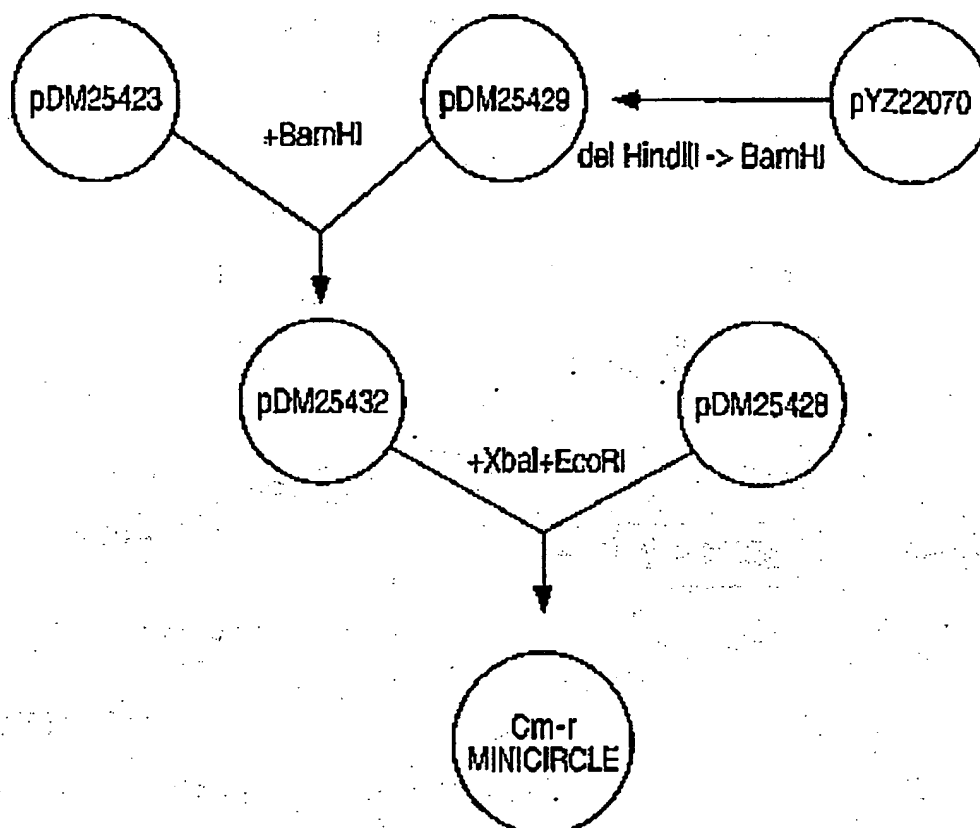 pDM25423
pDM25429
pYZ22070
+BamHI
del HindIII -> BamHI
pDM25432
pDM25428
+XbaI+EcoRI
Cm-r
MINICIRCLE